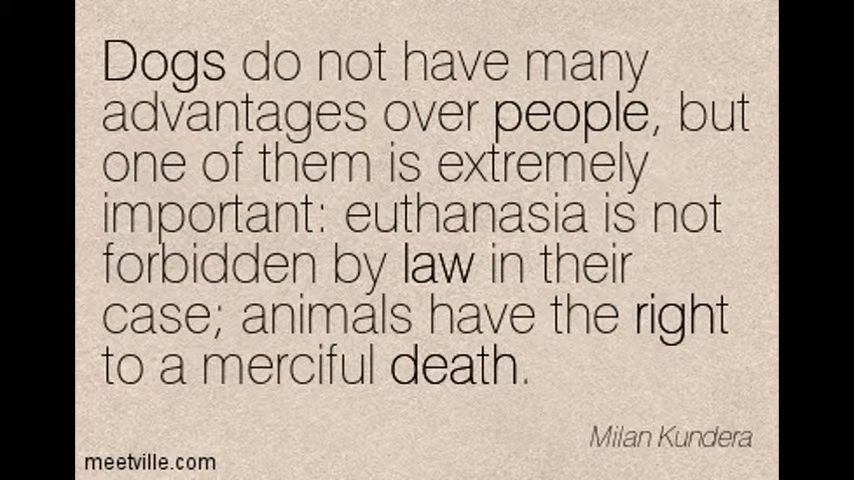 Dogs do not have many
advantages over people, but
one of them is extremely
important: euthanasia is not
forbidden by law in their
case; animals have the right
to a merciful death.
Milan Kundera
meetville.com